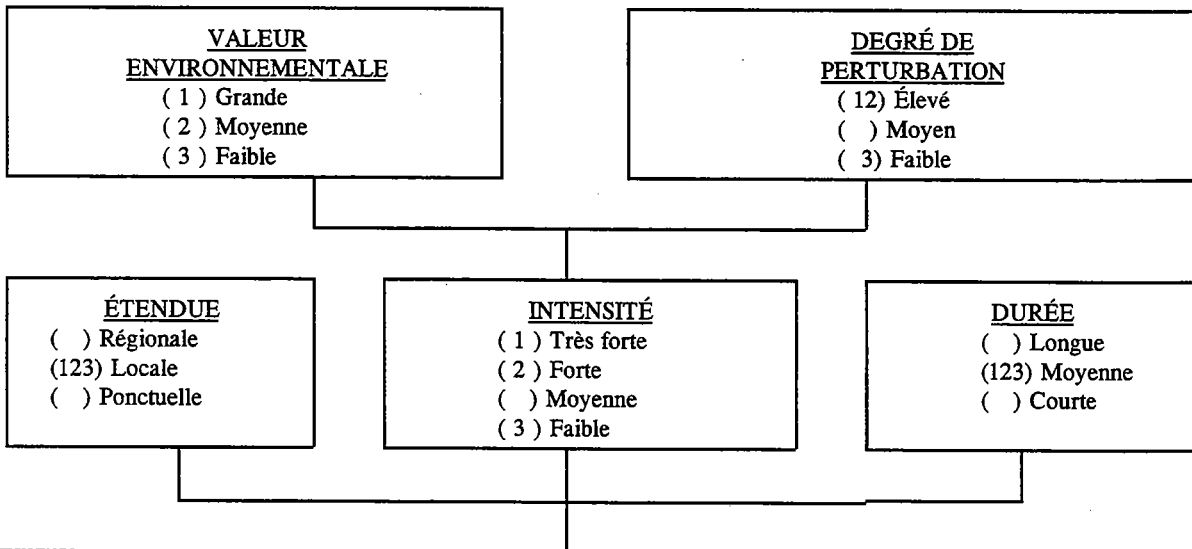 VALEUR
ENVIRONNEMENTALE
( 1 ) Grande
( 2 ) Moyenne
( 3 ) Faible
DEGRÉ DE
PERTURBATION
( 12) Élevé
(   ) Moyen
( 3) Faible
ÉTENDUE
(   ) Régionale
(123) Locale
(   ) Ponctuelle
INTENSITÉ
( 1 ) Très forte
( 2 ) Forte
(   ) Moyenne
( 3 ) Faible
DURÉE
(   ) Longue
(123) Moyenne
(   ) Courte